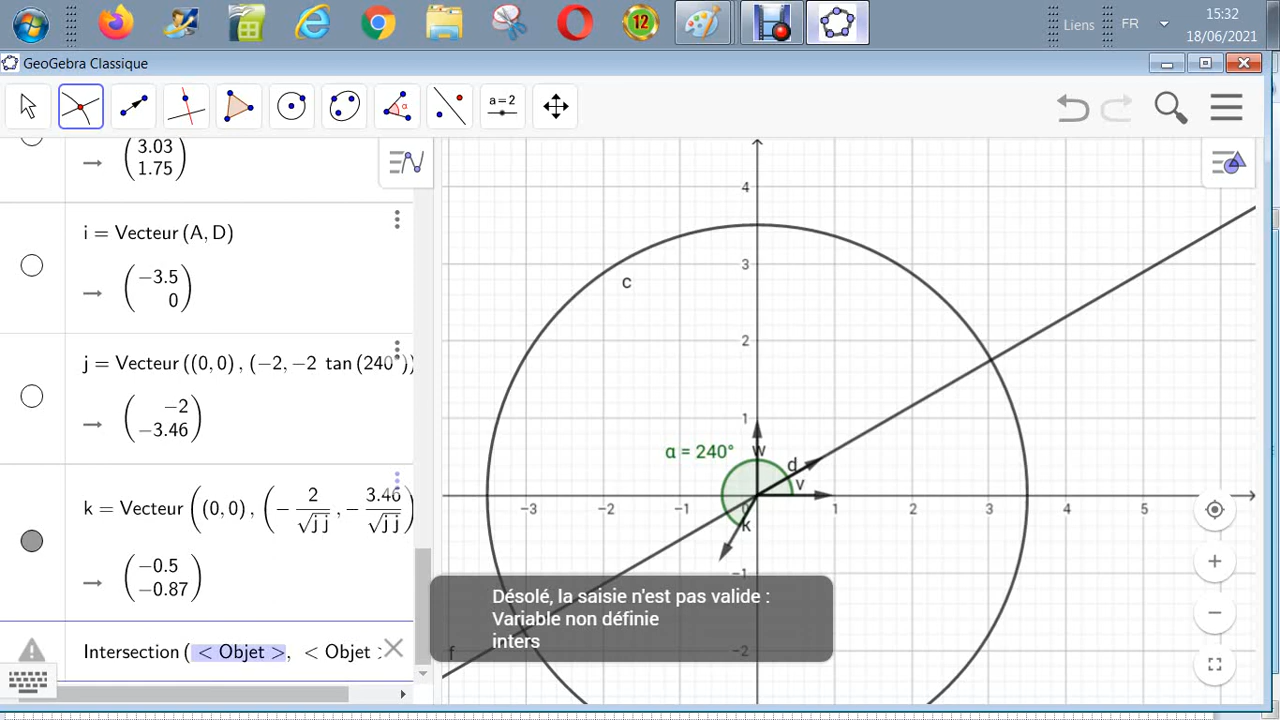 12
Liens
FR
15:32
18/06/2021
GeoGebra Classique
α
a = 2
→ ( 3.03
1.75 )
i = Vecteur (A, D)
→ ( −3.5
0 )
j = Vecteur ((0, 0) , (−2, −2 tan (240°))
→ ( −2
−3.46 )
k = Vecteur ((0, 0) , (− 2/√j j , − 3.46/√j j )
→ ( −0.5
−0.87 )
Intersection ( < Objet >, < Objet >
4
3
2
1
−1
−2
−3 −2 −1 0 1 2 3 4 5
c
α = 240°
w
d
v
k
f
Désolé, la saisie n'est pas valide :
Variable non définie
inters